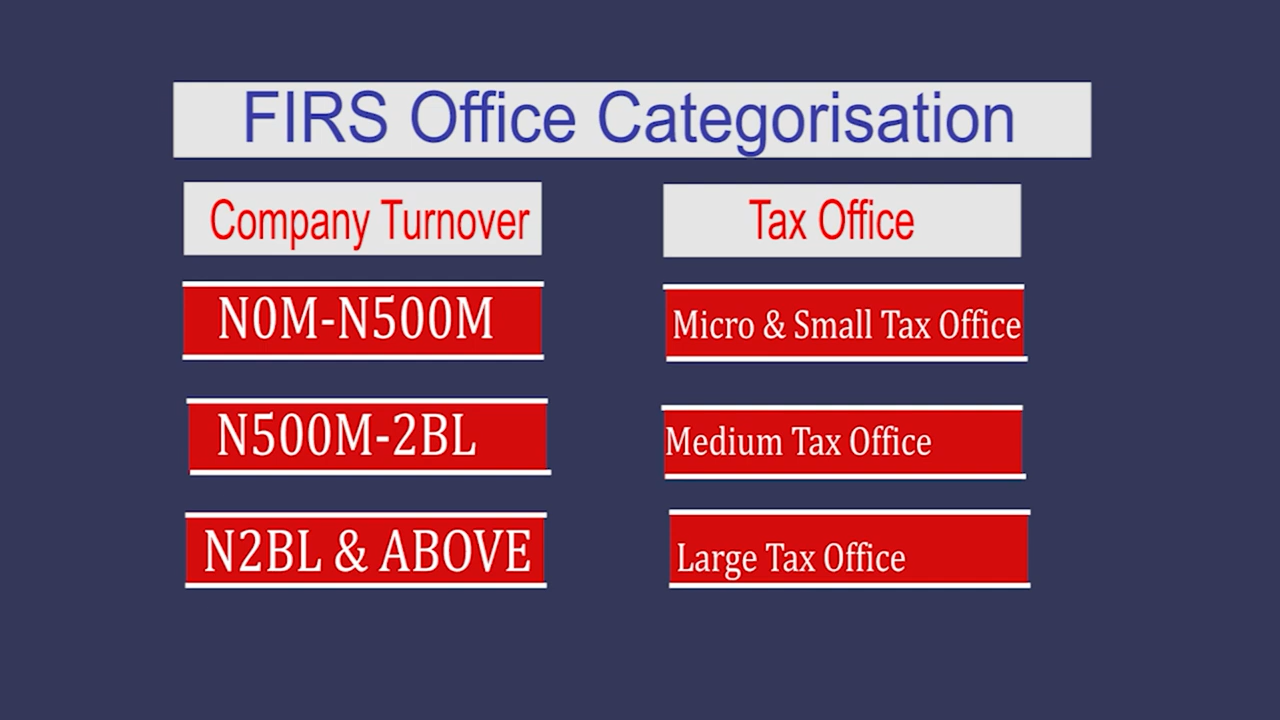 FIRS Office Categorisation
Company Turnover
Tax Office
N0M-N500M
Micro & Small Tax Office
N500M-2BL
Medium Tax Office
N2BL & ABOVE
Large Tax Office